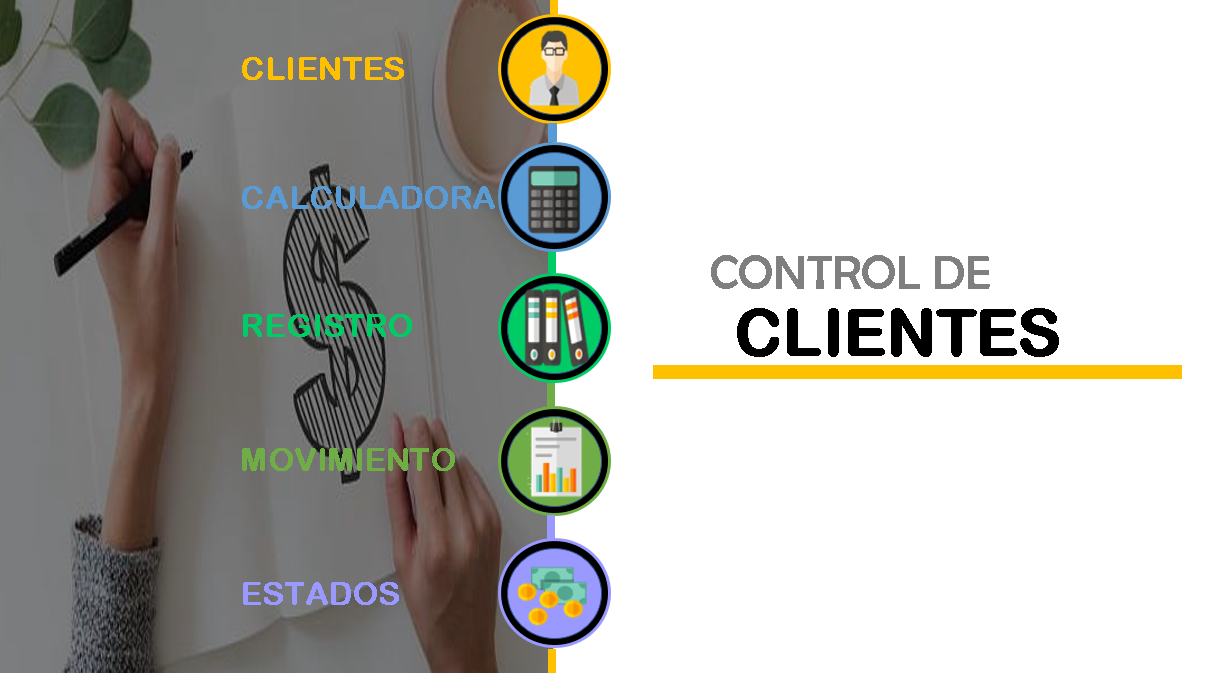 CLIENTES
CALCULADORA
REGISTRO
MOVIMIENTO
ESTADOS
CONTROL DE
CLIENTES